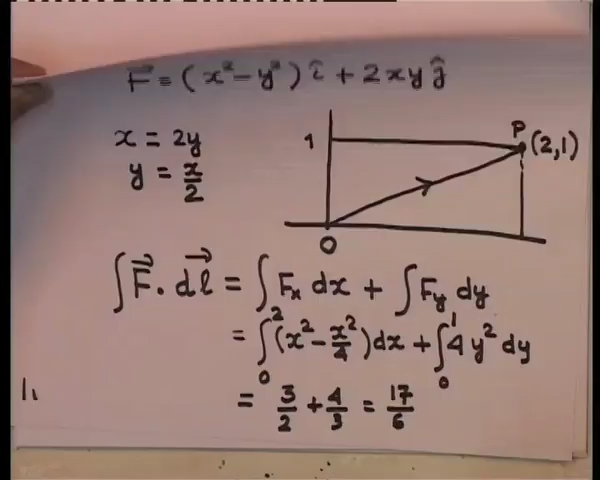 F⃗ = (x² - y²) î + 2xy ĵ
x = 2y
y = x/2
1
P (2,1)
O
∫ F⃗ . dl⃗ = ∫ Fₓ dx + ∫ F_y dy
= ∫₀² (x² - x²/4) dx + ∫₀¹ 4y² dy
= 3/2 + 4/3 = 17/6